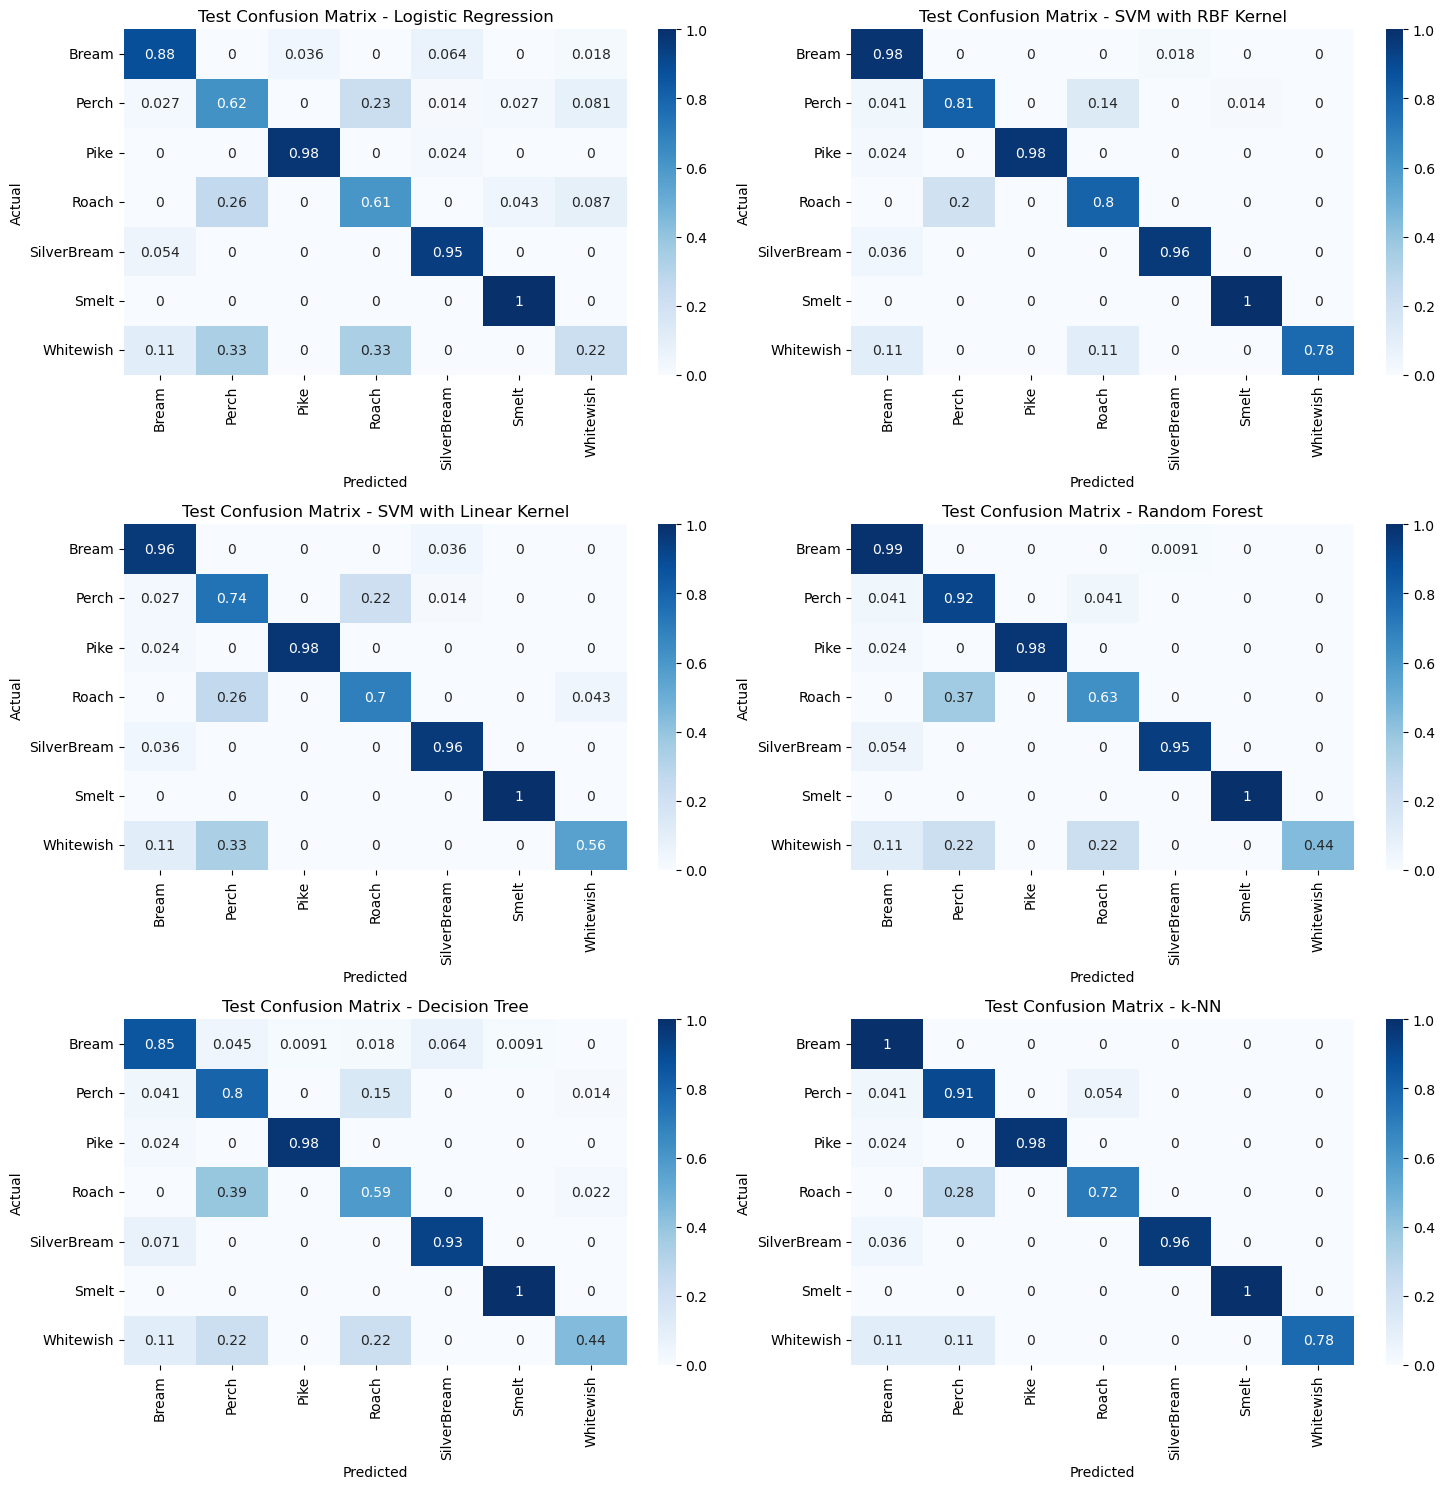 Test Confusion Matrix - Logistic Regression
Actual
Bream 0.88 0 0.036 0 0.064 0 0.018
Perch 0.027 0.62 0 0.23 0.014 0.027 0.081
Pike 0 0 0.98 0 0.024 0 0
Roach 0 0.26 0 0.61 0 0.043 0.087
SilverBream 0.054 0 0 0 0.95 0 0
Smelt 0 0 0 0 0 1 0
Whitewish 0.11 0.33 0 0.33 0 0 0.22
Bream Perch Pike Roach SilverBream Smelt Whitewish
Predicted
1.0
0.8
0.6
0.4
0.2
0.0
Test Confusion Matrix - SVM with RBF Kernel
Actual
Bream 0.98 0 0 0 0.018 0 0
Perch 0.041 0.81 0 0.14 0 0.014 0
Pike 0.024 0 0.98 0 0 0 0
Roach 0 0.2 0 0.8 0 0 0
SilverBream 0.036 0 0 0 0.96 0 0
Smelt 0 0 0 0 0 1 0
Whitewish 0.11 0 0 0.11 0 0 0.78
Bream Perch Pike Roach SilverBream Smelt Whitewish
Predicted
1.0
0.8
0.6
0.4
0.2
0.0
Test Confusion Matrix - SVM with Linear Kernel
Actual
Bream 0.96 0 0 0 0.036 0 0
Perch 0.027 0.74 0 0.22 0.014 0 0
Pike 0.024 0 0.98 0 0 0 0
Roach 0 0.26 0 0.7 0 0 0.043
SilverBream 0.036 0 0 0 0.96 0 0
Smelt 0 0 0 0 0 1 0
Whitewish 0.11 0.33 0 0 0 0 0.56
Bream Perch Pike Roach SilverBream Smelt Whitewish
Predicted
1.0
0.8
0.6
0.4
0.2
0.0
Test Confusion Matrix - Random Forest
Actual
Bream 0.99 0 0 0 0.0091 0 0
Perch 0.041 0.92 0 0.041 0 0 0
Pike 0.024 0 0.98 0 0 0 0
Roach 0 0.37 0 0.63 0 0 0
SilverBream 0.054 0 0 0 0.95 0 0
Smelt 0 0 0 0 0 1 0
Whitewish 0.11 0.22 0 0.22 0 0 0.44
Bream Perch Pike Roach SilverBream Smelt Whitewish
Predicted
1.0
0.8
0.6
0.4
0.2
0.0
Test Confusion Matrix - Decision Tree
Actual
Bream 0.85 0.045 0.0091 0.018 0.064 0.0091 0
Perch 0.041 0.8 0 0.15 0 0 0.014
Pike 0.024 0 0.98 0 0 0 0
Roach 0 0.39 0 0.59 0 0 0.022
SilverBream 0.071 0 0 0 0.93 0 0
Smelt 0 0 0 0 0 1 0
Whitewish 0.11 0.22 0 0.22 0 0 0.44
Bream Perch Pike Roach SilverBream Smelt Whitewish
Predicted
1.0
0.8
0.6
0.4
0.2
0.0
Test Confusion Matrix - k-NN
Actual
Bream 1 0 0 0 0 0 0
Perch 0.041 0.91 0 0.054 0 0 0
Pike 0.024 0 0.98 0 0 0 0
Roach 0 0.28 0 0.72 0 0 0
SilverBream 0.036 0 0 0 0.96 0 0
Smelt 0 0 0 0 0 1 0
Whitewish 0.11 0.11 0 0 0 0 0.78
Bream Perch Pike Roach SilverBream Smelt Whitewish
Predicted
1.0
0.8
0.6
0.4
0.2
0.0